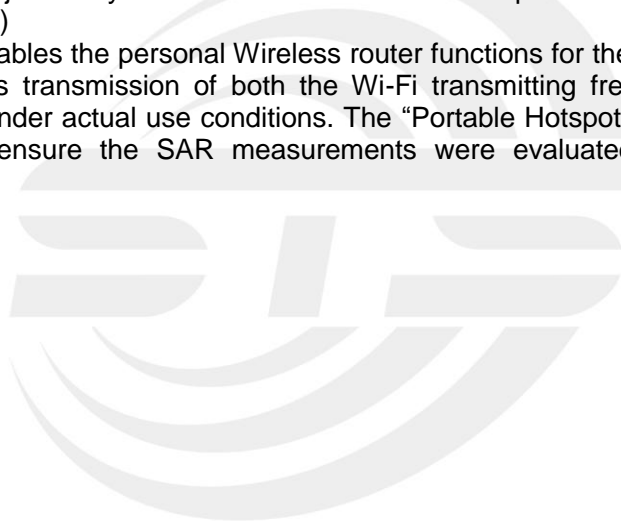 )
ables the personal Wireless router functions for the
s transmission of both the Wi-Fi transmitting fre
nder actual use conditions. The “Portable Hotspot
ensure the SAR measurements were evaluated